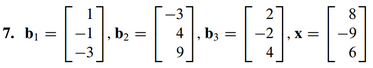 7. b₁ = [1 −1 −3], b₂ = [−3 4 9], b₃ = [2 −2 4], x = [8 −9 6]